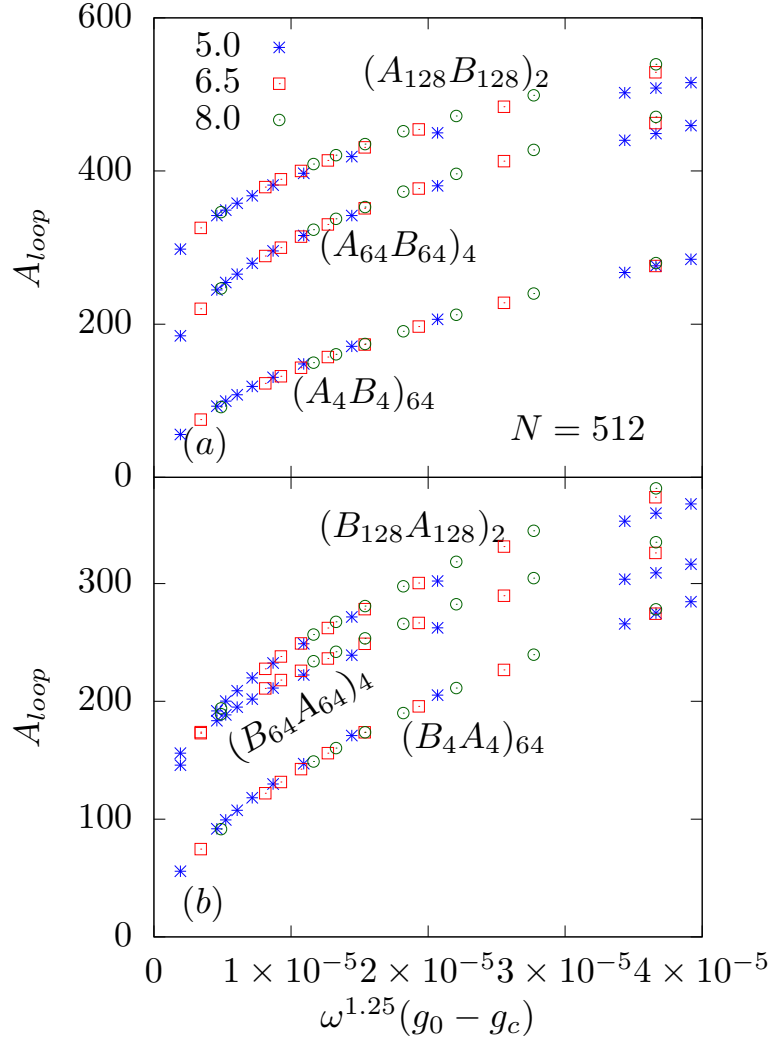 600
400
200
0
A_{loop}
5.0
6.5
8.0
(A_{128}B_{128})_2
(A_{64}B_{64})_4
(A_4B_4)_{64}
(a)
N = 512
300
200
100
0
A_{loop}
(B_{128}A_{128})_2
(B_{64}A_{64})_4
(B_4A_4)_{64}
(b)
0 1 × 10^{-5} 2 × 10^{-5} 3 × 10^{-5} 4 × 10^{-5}
ω^{1.25}(g_0 − g_c)